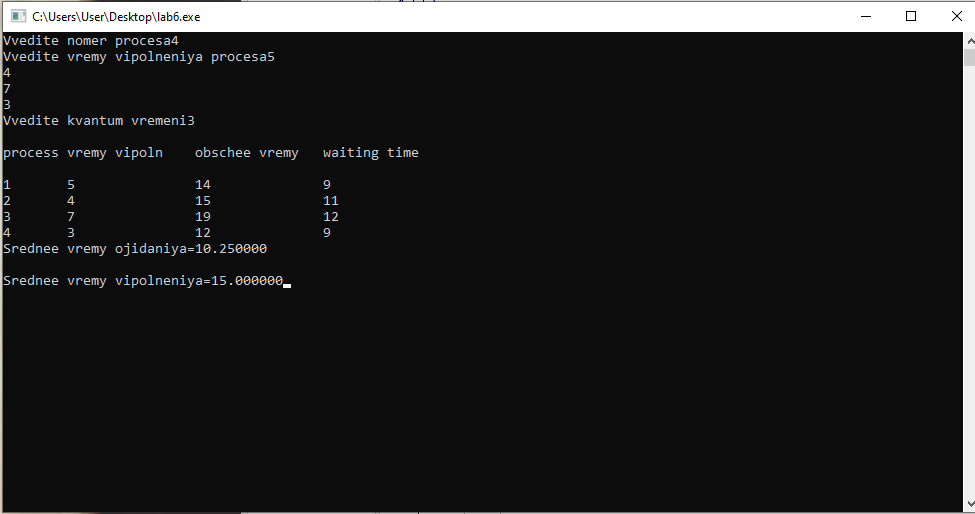 C:\Users\User\Desktop\lab6.exe
Vvedite nomer procesa4
Vvedite vremy vipolneniya procesa5
4
7
3
Vvedite kvantum vremeni3
process vremy vipoln    obschee vremy   waiting time
1       5               14              9
2       4               15              11
3       7               19              12
4       3               12              9
Srednee vremy ojidaniya=10.250000
Srednee vremy vipolneniya=15.000000